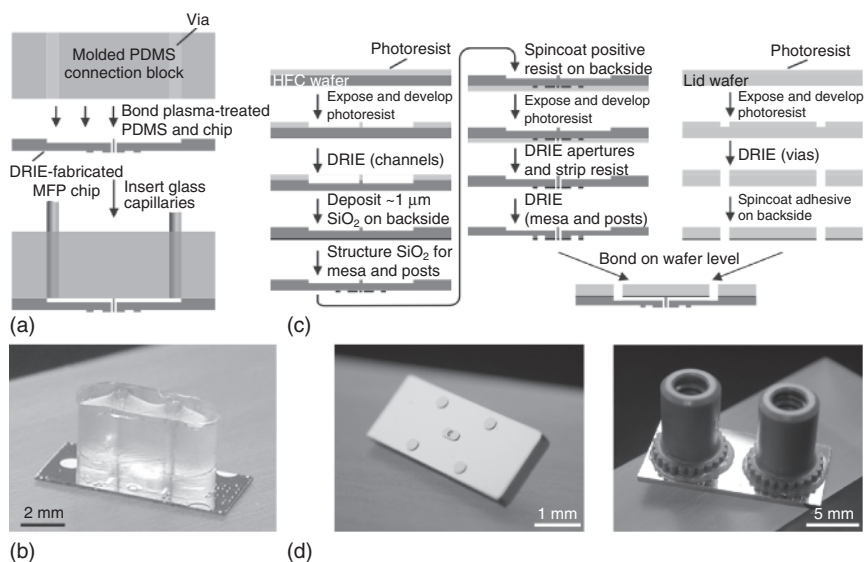 Via
Molded PDMS
connection block
Bond plasma-treated
PDMS and chip
DRIE-fabricated
MFP chip
Insert glass
capillaries
(a)
Photoresist
HFC wafer
Expose and develop
photoresist
DRIE (channels)
Deposit ~1 μm
SiO₂ on backside
Structure SiO₂ for
mesa and posts
Spincoat positive
resist on backside
Expose and develop
photoresist
DRIE apertures
and strip resist
DRIE
(mesa and posts)
Photoresist
Lid wafer
Expose and develop
photoresist
DRIE (vias)
Spincoat adhesive
on backside
Bond on wafer level
(c)
2 mm
(b)
1 mm
5 mm
(d)